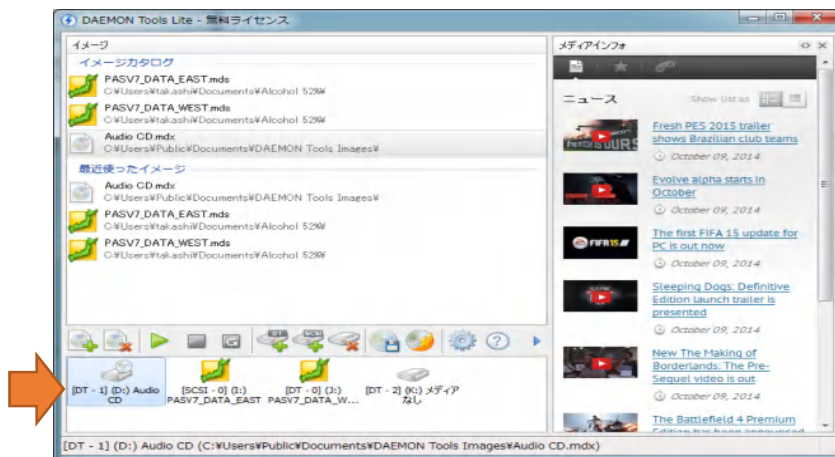 DAEMON Tools Lite - 無料ライセンス
イメージ
イメージカタログ
PASV7_DATA_EAST.mds
C:¥Users¥takashi¥Documents¥Alcohol 52%¥
PASV7_DATA_WEST.mds
C:¥Users¥takashi¥Documents¥Alcohol 52%¥
Audio CD.mdx
C:¥Users¥Public¥Documents¥DAEMON Tools Images¥
最近使ったイメージ
Audio CD.mdx
C:¥Users¥Public¥Documents¥DAEMON Tools Images¥
PASV7_DATA_EAST.mds
C:¥Users¥takashi¥Documents¥Alcohol 52%¥
PASV7_DATA_WEST.mds
C:¥Users¥takashi¥Documents¥Alcohol 52%¥
DT
SCSI
[DT - 1] (D:) Audio
CD
[SCSI - 0] (I:)
PASV7_DATA_EAST
[DT - 0] (J:)
PASV7_DATA_W...
[DT - 2] (K:) メディア
なし
メディアインフォ
ニュース
Show list as
Fresh PES 2015 trailer
shows Brazilian club teams
October 09, 2014
Evolve alpha starts in
October
October 09, 2014
FIFA15
The first FIFA 15 update for
PC is out now
October 09, 2014
Sleeping Dogs: Definitive
Edition launch trailer is
presented
October 09, 2014
New The Making of
Borderlands: The Pre-
Sequel video is out
October 09, 2014
The Battlefield 4 Premium
Edition has been announced
[DT - 1] (D:) Audio CD (C:¥Users¥Public¥Documents¥DAEMON Tools Images¥Audio CD.mdx)